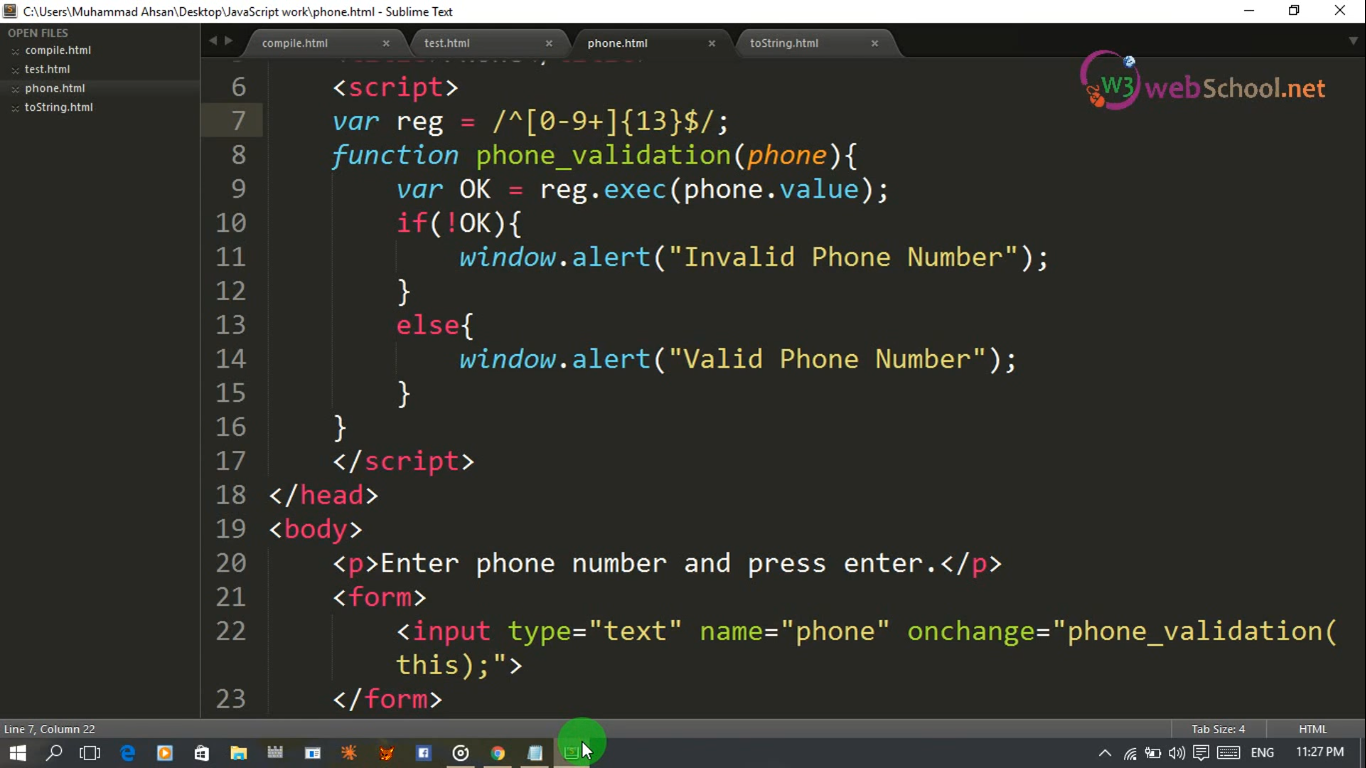 C:\Users\Muhammad Ahsan\Desktop\JavaScript work\phone.html - Sublime Text
OPEN FILES
compile.html
test.html
phone.html
toString.html
compile.html test.html phone.html toString.html
W3 webSchool.net
6 <script>
7 var reg = /^[0-9+]{13}$/;
8 function phone_validation(phone){
9 var OK = reg.exec(phone.value);
10 if(!OK){
11 window.alert("Invalid Phone Number");
12 }
13 else{
14 window.alert("Valid Phone Number");
15 }
16 }
17 </script>
18 </head>
19 <body>
20 <p>Enter phone number and press enter.</p>
21 <form>
22 <input type="text" name="phone" onchange="phone_validation(
this);">
23 </form>
Line 7, Column 22 Tab Size: 4 HTML
ENG 11:27 PM